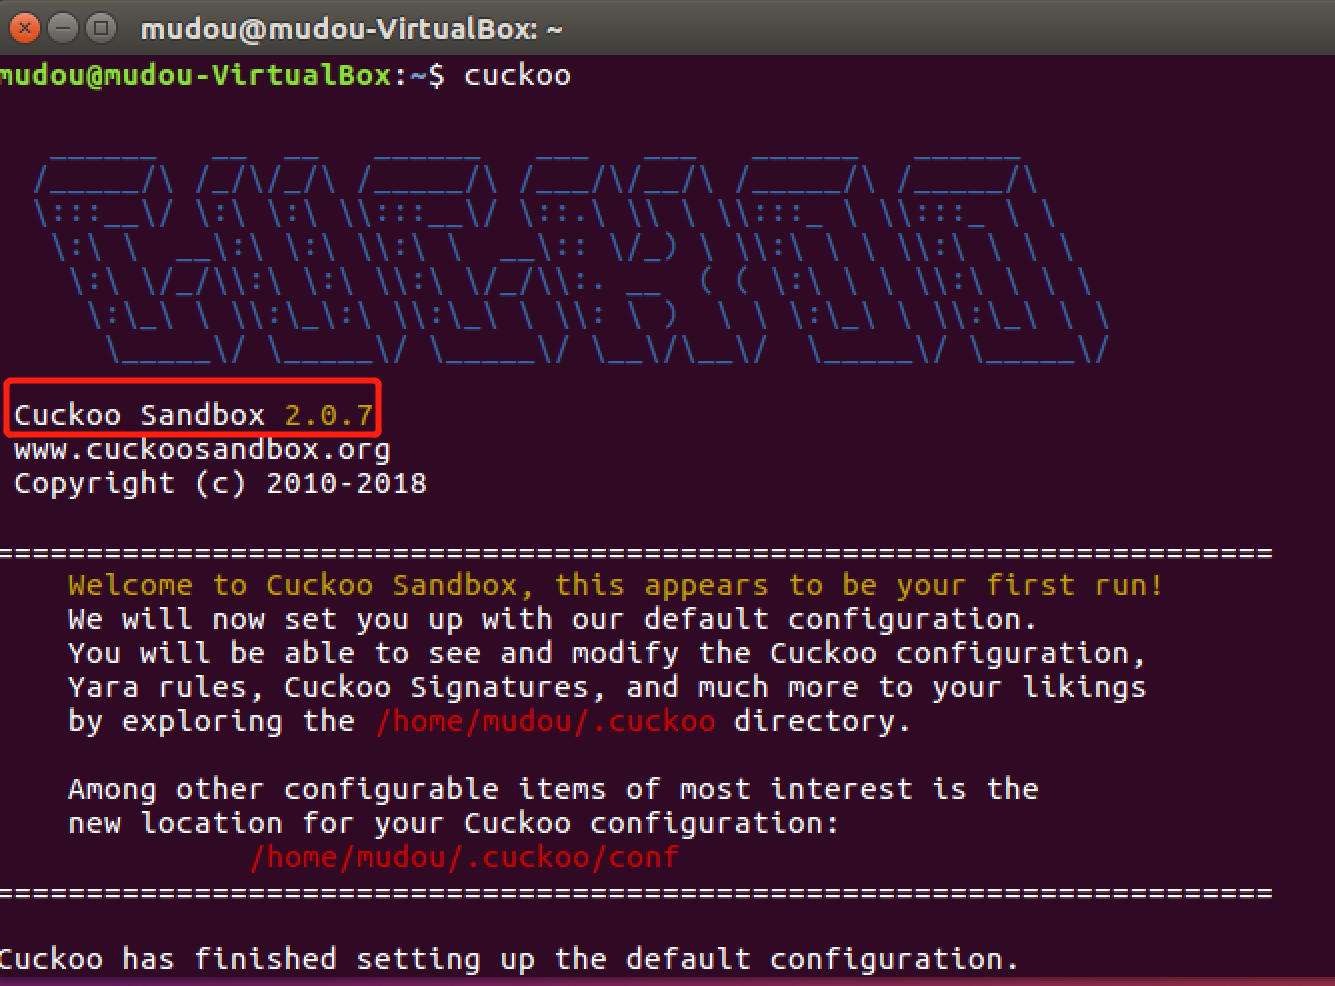 mudou@mudou-VirtualBox: ~
mudou@mudou-VirtualBox:~$ cuckoo
Cuckoo Sandbox 2.0.7
www.cuckoosandbox.org
Copyright (c) 2010-2018
=======================================================================
Welcome to Cuckoo Sandbox, this appears to be your first run!
We will now set you up with our default configuration.
You will be able to see and modify the Cuckoo configuration,
Yara rules, Cuckoo Signatures, and much more to your likings
by exploring the /home/mudou/.cuckoo directory.
Among other configurable items of most interest is the
new location for your Cuckoo configuration:
/home/mudou/.cuckoo/conf
=======================================================================
Cuckoo has finished setting up the default configuration.